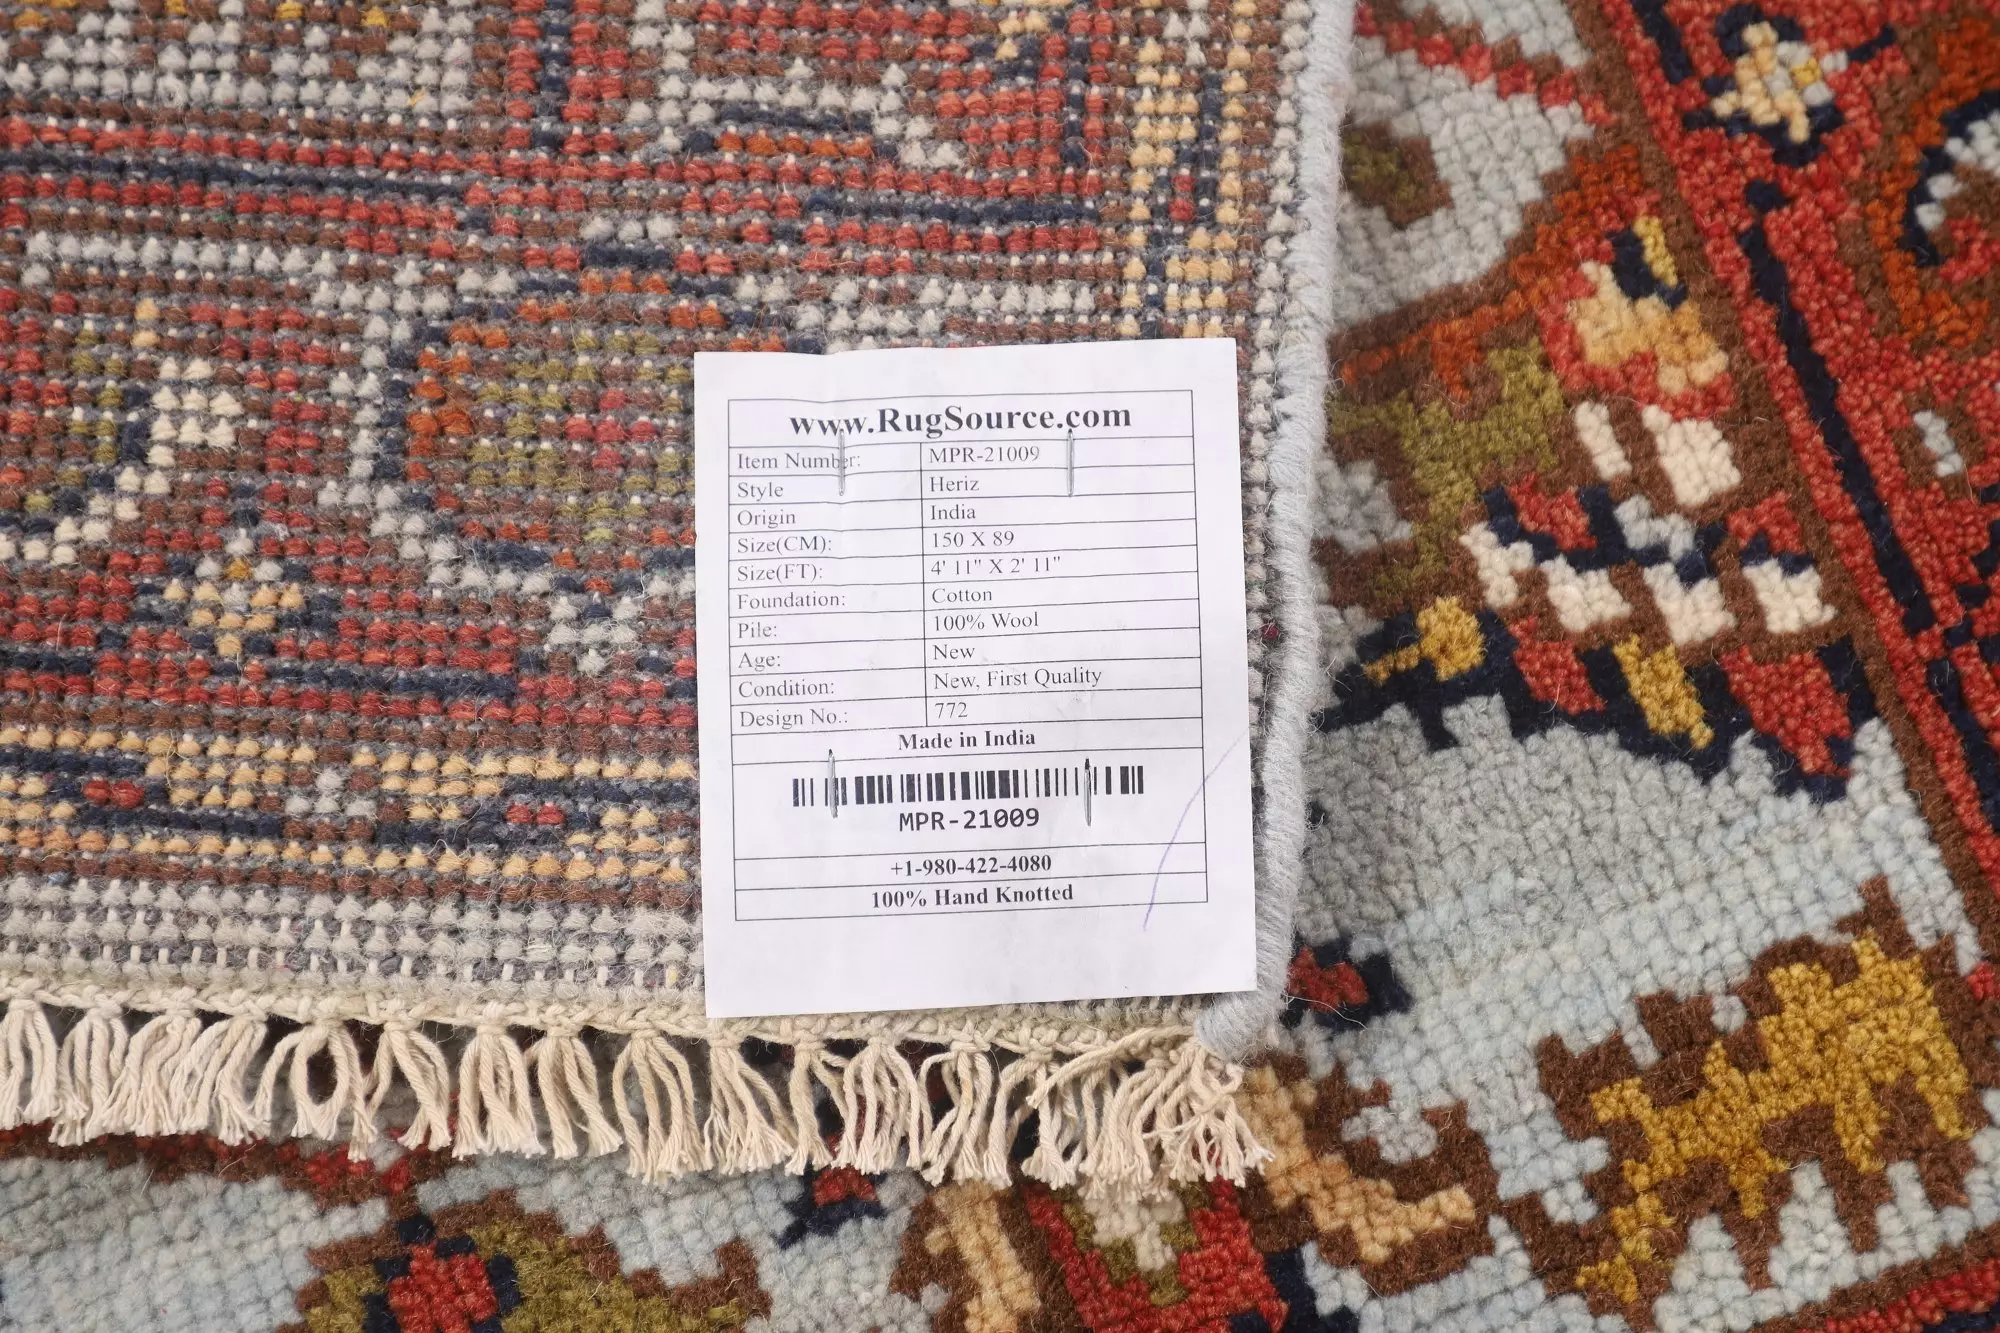 www.RugSource.com
Item Number: MPR-21009
Style Heriz
Origin India
Size(CM): 150 X 89
Size(FT): 4' 11" X 2' 11"
Foundation: Cotton
Pile: 100% Wool
Age: New
Condition: New, First Quality
Design No.: 772
Made in India
MPR-21009
+1-980-422-4080
100% Hand Knotted